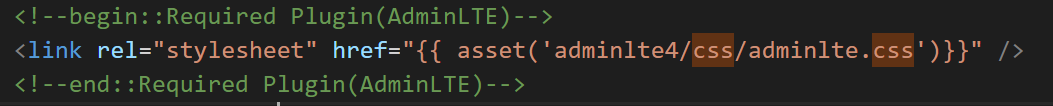 <!--begin::Required Plugin(AdminLTE)-->
<link rel="stylesheet" href="{{ asset('adminlte4/css/adminlte.css')}}" />
<!--end::Required Plugin(AdminLTE)-->